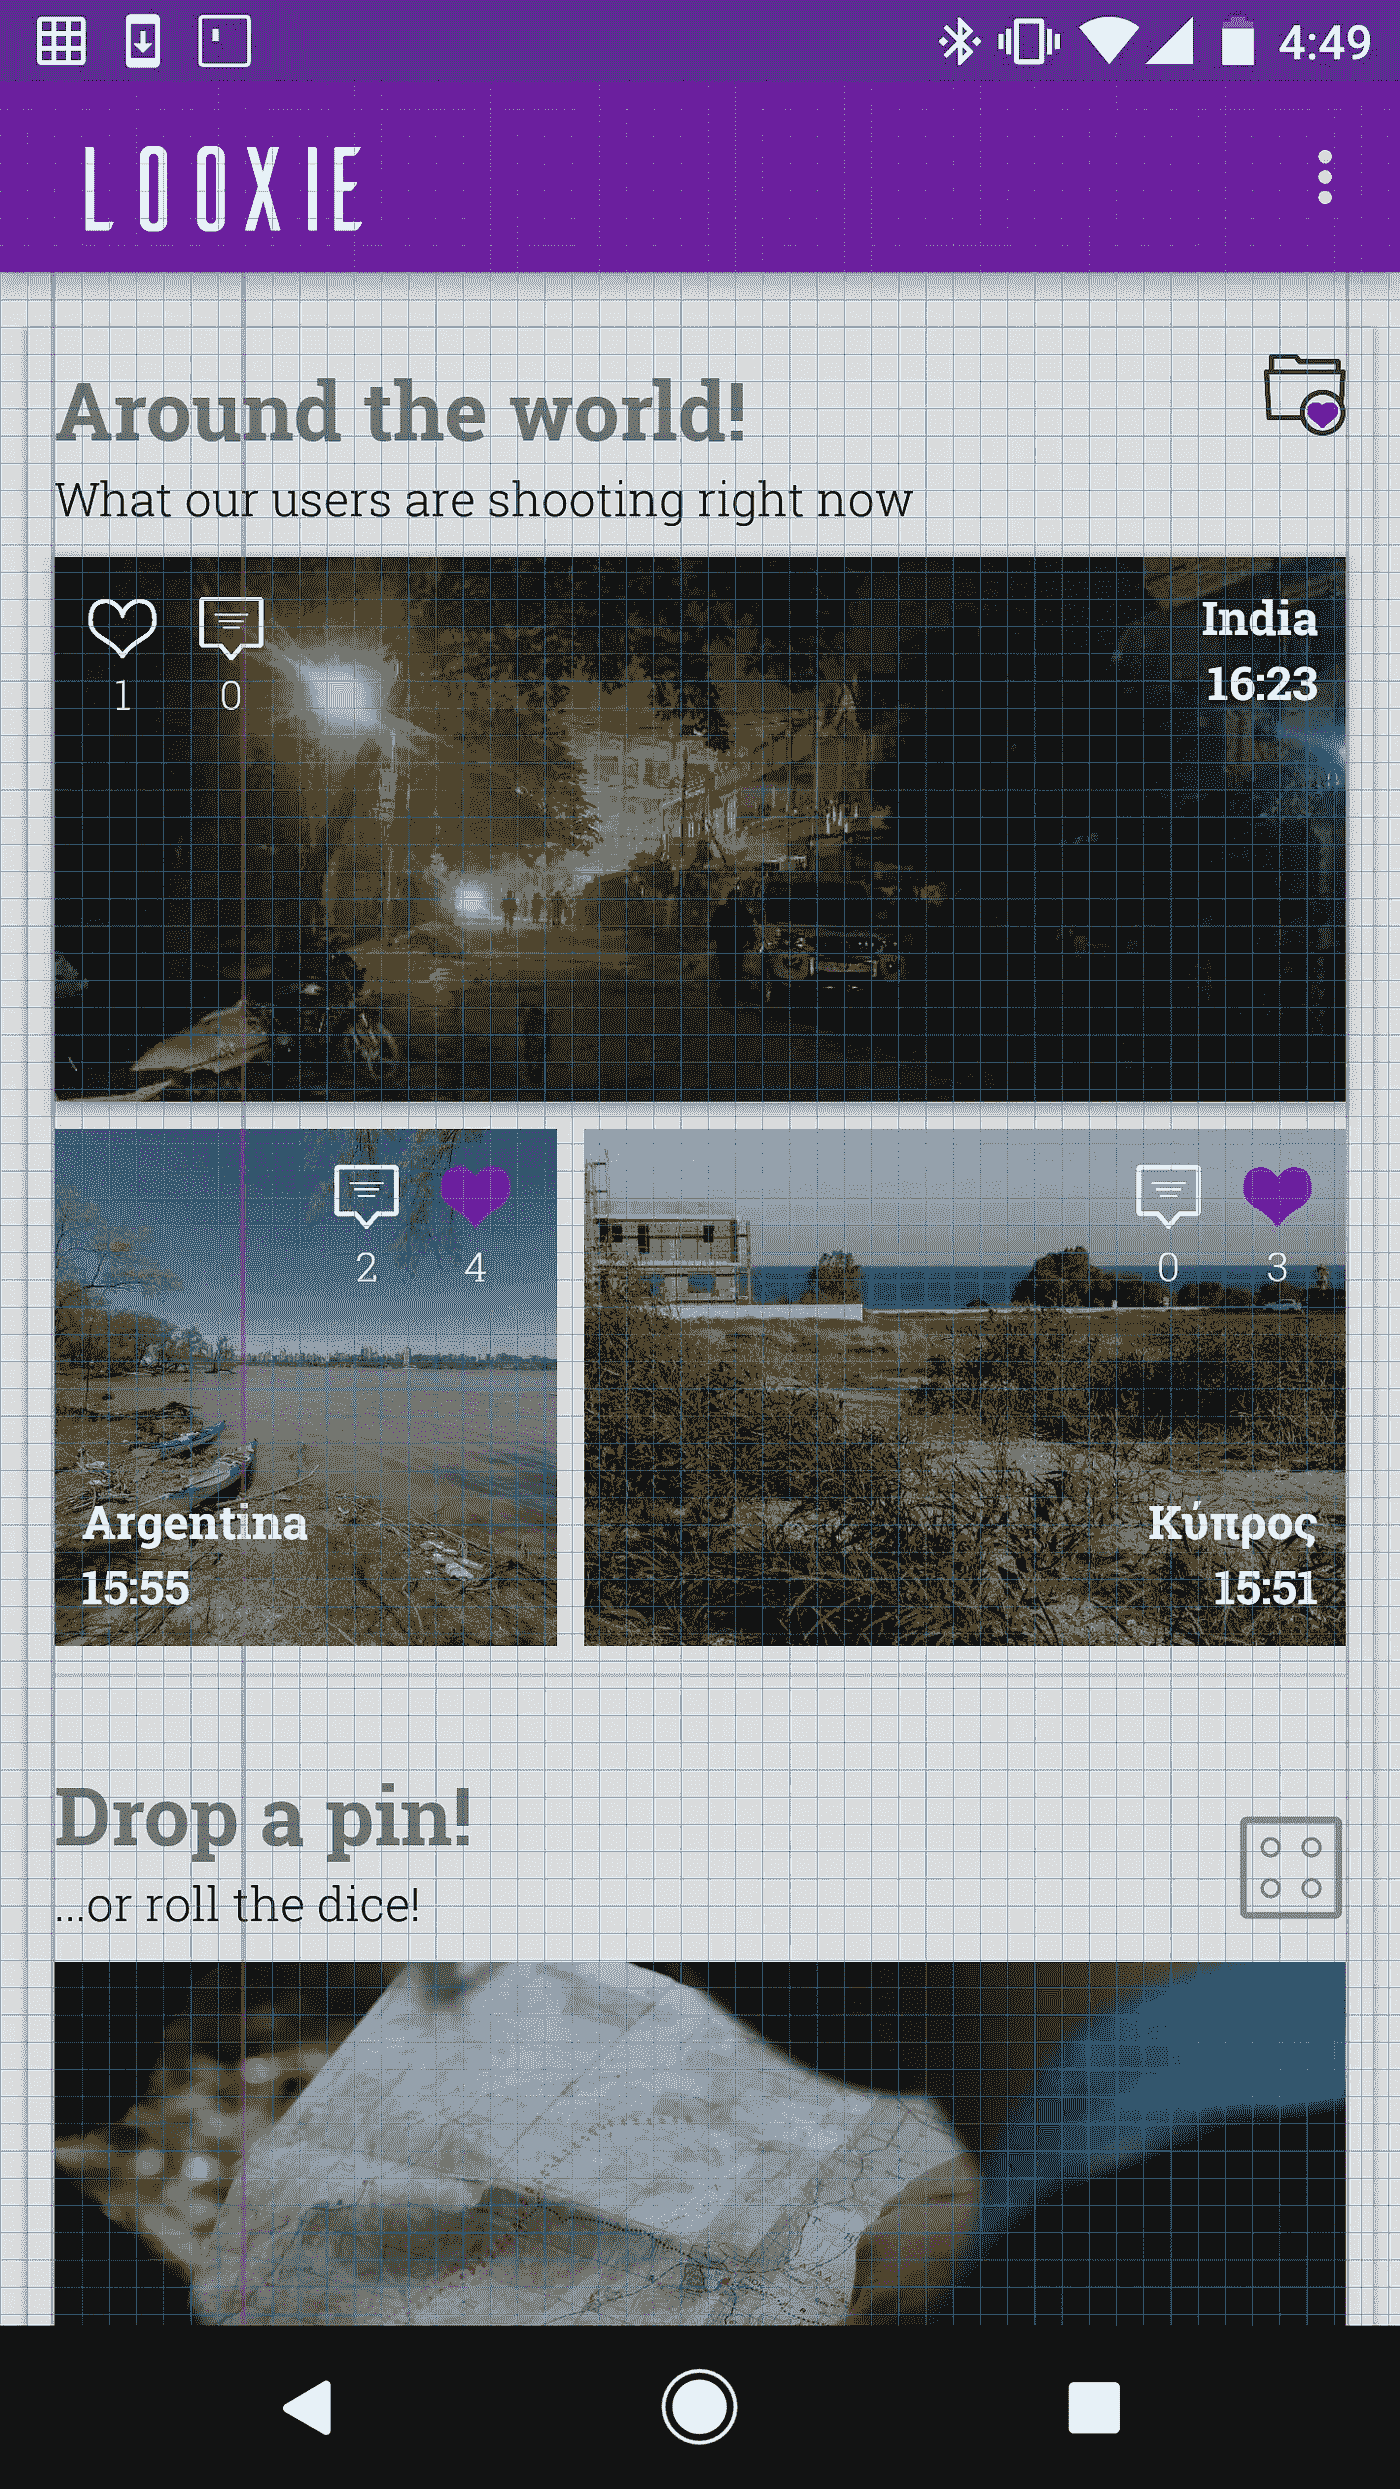 4:49
LOOXIE
Around the world!
What our users are shooting right now
1 0
India
16:23
2 4
Argentina
15:55
0 3
Κύπρος
15:51
Drop a pin!
...or roll the dice!